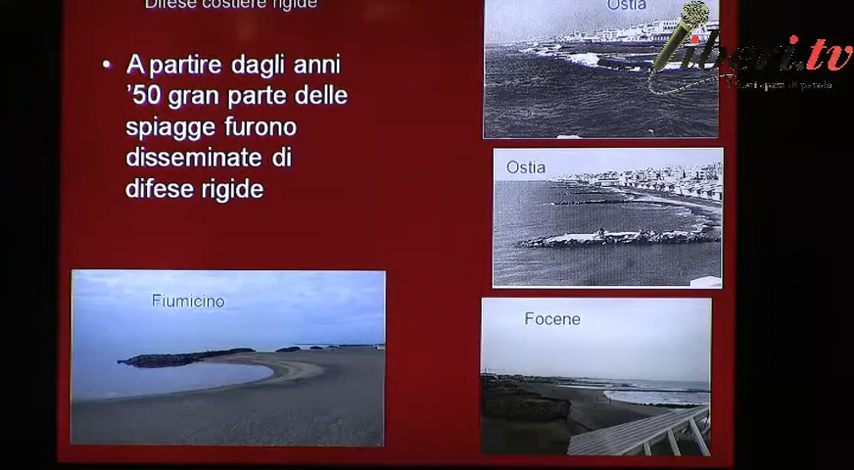 Difese costiere rigide
• A partire dagli anni
'50 gran parte delle
spiagge furono
disseminate di
difese rigide
Ostia
liberi.tv
Ostia
Fiumicino
Focene